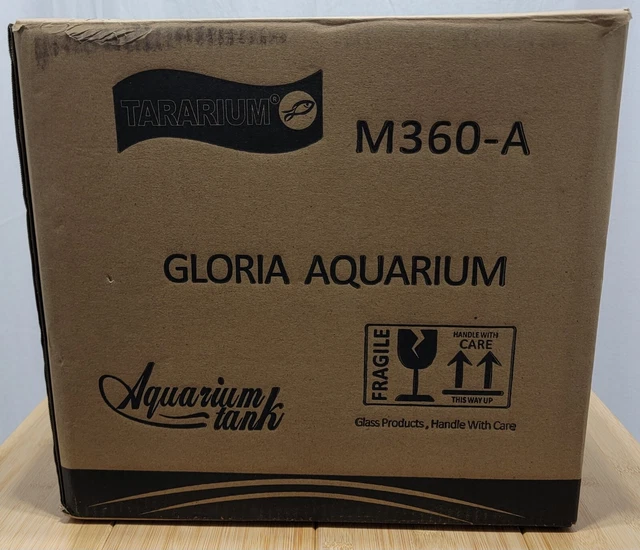 TARARIUM®
M360-A
GLORIA AQUARIUM
FRAGILE
HANDLE WITH
CARE
THIS WAY UP
Aquarium
tank
Glass Products, Handle With Care